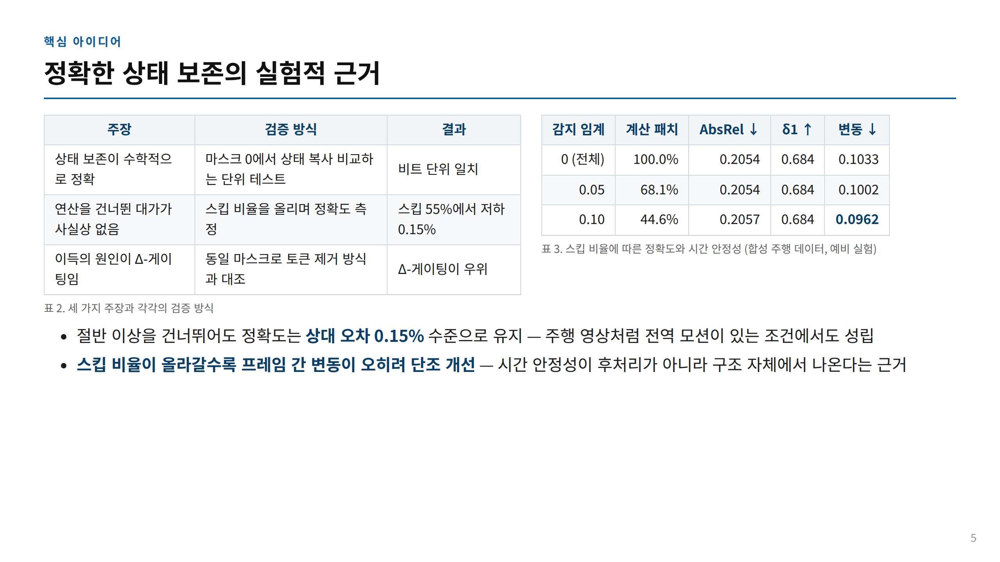 핵심 아이디어
정확한 상태 보존의 실험적 근거
주장 검증 방식 결과
상태 보존이 수학적으
로 정확
마스크 0에서 상태 복사 비교하
는 단위 테스트
비트 단위 일치
연산을 건너뛴 대가가
사실상 없음
스킵 비율을 올리며 정확도 측
정
스킵 55%에서 저하
0.15%
이득의 원인이 Δ-게이
팅임
동일 마스크로 토큰 제거 방식
과 대조
Δ-게이팅이 우위
표 2. 세 가지 주장과 각각의 검증 방식
감지 임계 계산 패치 AbsRel ↓ δ1 ↑ 변동 ↓
0 (전체) 100.0% 0.2054 0.684 0.1033
0.05 68.1% 0.2054 0.684 0.1002
0.10 44.6% 0.2057 0.684 0.0962
표 3. 스킵 비율에 따른 정확도와 시간 안정성 (합성 주행 데이터, 예비 실험)
• 절반 이상을 건너뛰어도 정확도는 상대 오차 0.15% 수준으로 유지 — 주행 영상처럼 전역 모션이 있는 조건에서도 성립
• 스킵 비율이 올라갈수록 프레임 간 변동이 오히려 단조 개선 — 시간 안정성이 후처리가 아니라 구조 자체에서 나온다는 근거
5